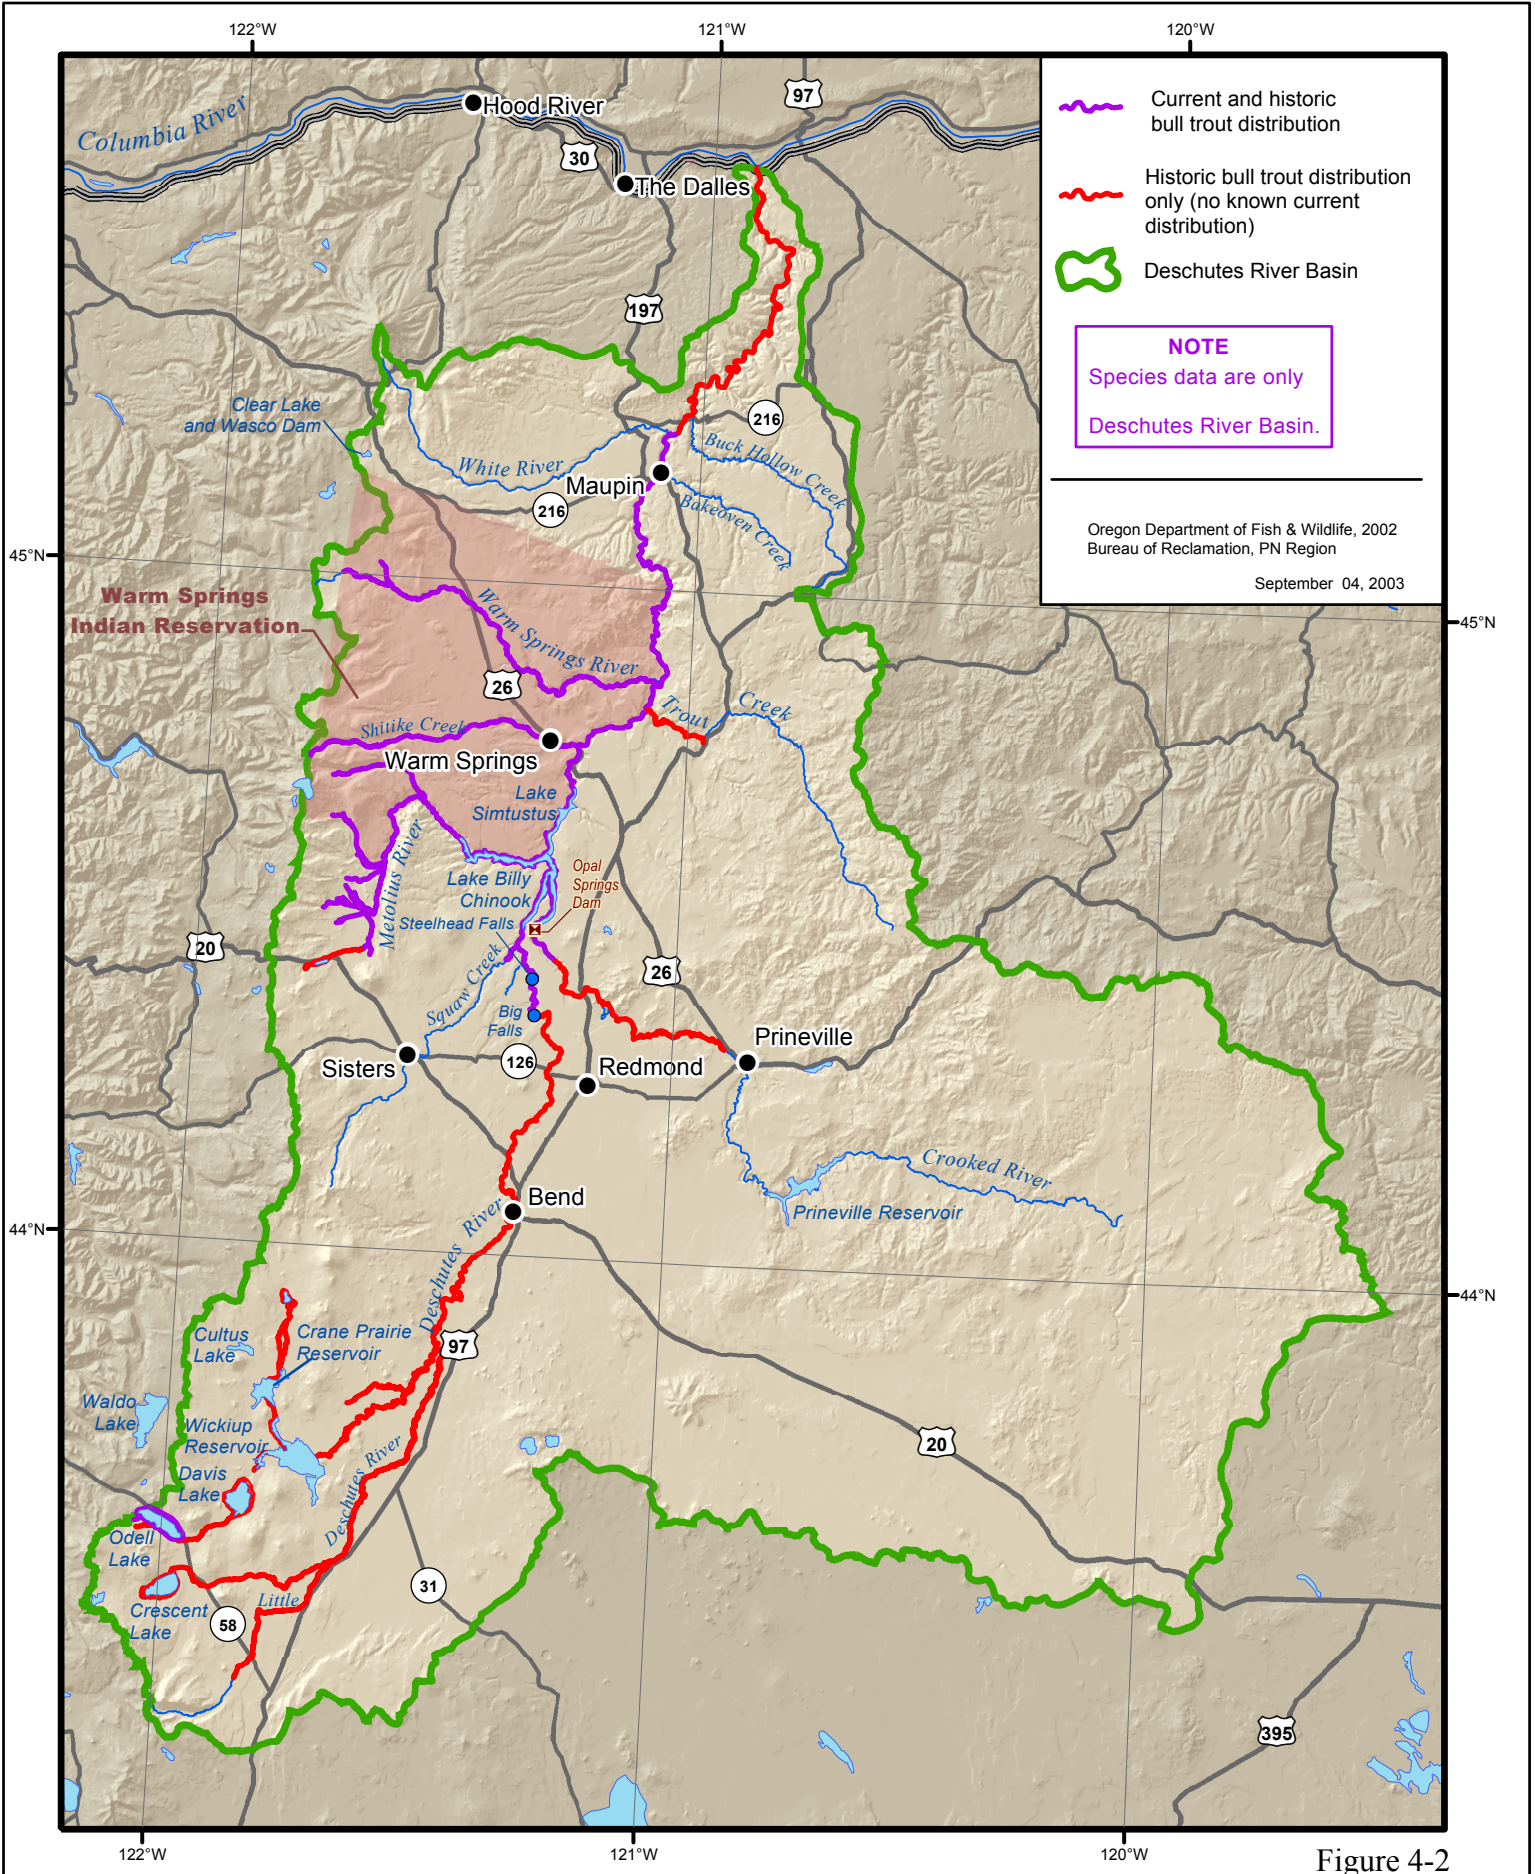 122°W
121°W
120°W
Columbia River
Hood River
97
30
The Dalles
Current and historic
bull trout distribution
Historic bull trout distribution
only (no known current
distribution)
Deschutes River Basin
NOTE
Species data are only
Deschutes River Basin.
Oregon Department of Fish & Wildlife, 2002
Bureau of Reclamation, PN Region
September 04, 2003
197
Clear Lake
and Wasco Dam
216
White River
Buck Hollow Creek
Maupin
216
Bakeoven Creek
45°N
45°N
Warm Springs
Indian Reservation
Warm Springs River
26
Trout Creek
Shitike Creek
Warm Springs
Lake
Simtustus
Metolius River
Lake Billy
Chinook
Opal
Springs
Dam
Steelhead Falls
20
Squaw Creek
26
Big
Falls
Sisters
126
Redmond
Prineville
Crooked River
Prineville Reservoir
Bend
44°N
44°N
Deschutes River
Cultus
Lake
Crane Prairie
Reservoir
97
Waldo
Lake
Wickiup
Reservoir
Davis
Lake
20
Odell
Lake
Little Deschutes River
Crescent
Lake
58
31
395
122°W
121°W
120°W
Figure 4-2